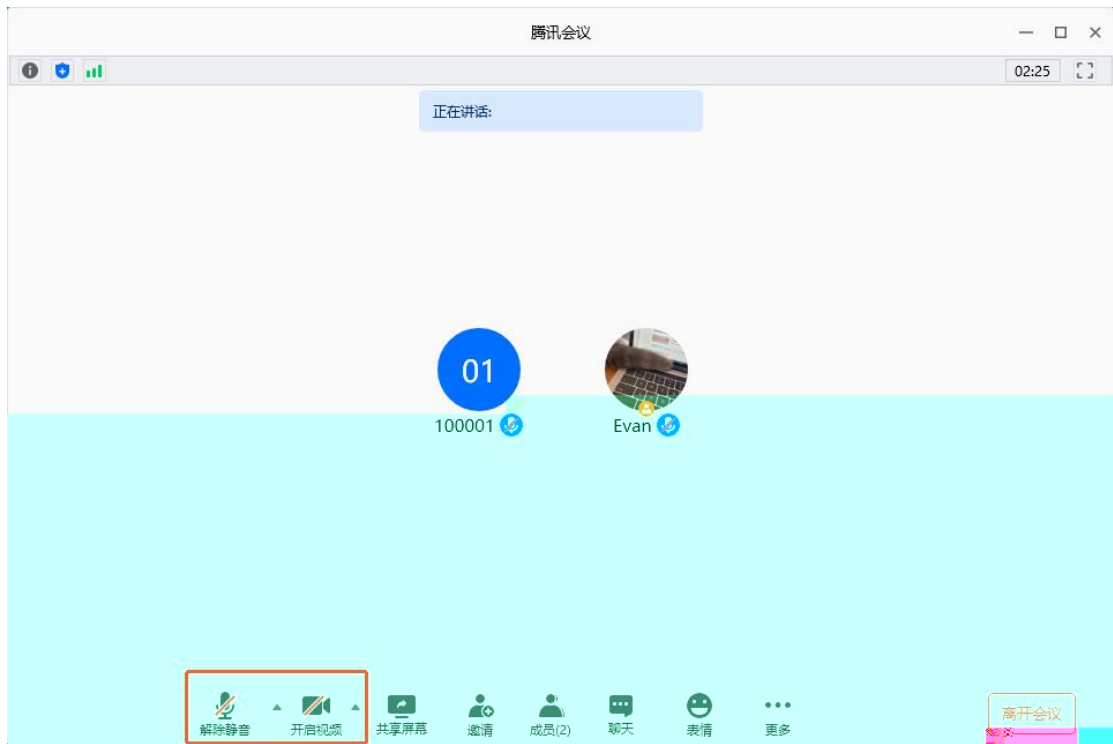 腾讯会议
02:25
正在讲话:
01
100001
Evan
解除静音
开启视频
共享屏幕
邀请
成员(2)
聊天
表情
更多
离开会议